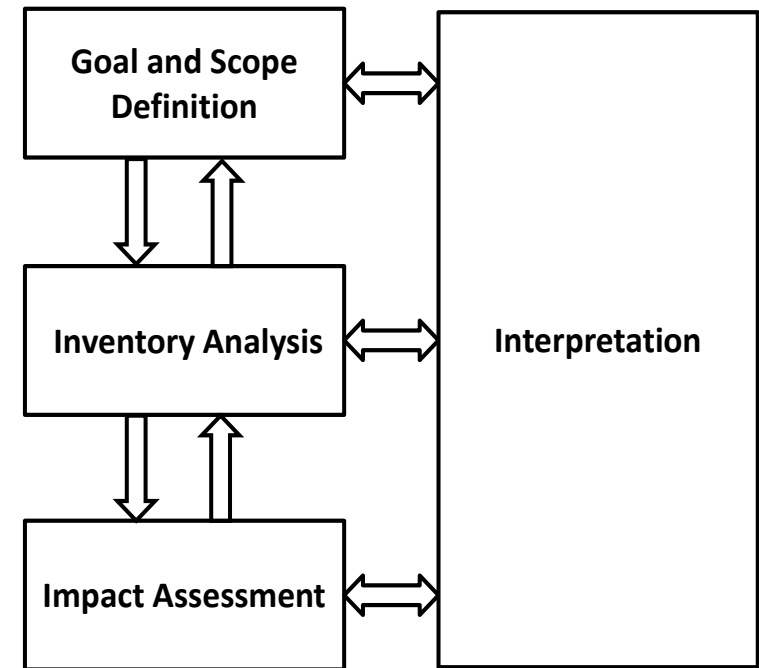 Goal and Scope
Definition
Inventory Analysis
Interpretation
Impact Assessment